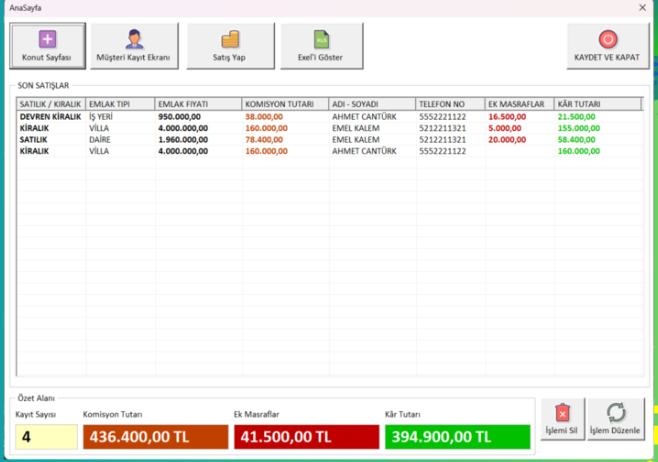 AnaSayfa
Konut Sayfası
Müşteri Kayıt Ekranı
Satış Yap
XLS
Exel'i Göster
KAYDET VE KAPAT
SON SATIŞLAR
SATILIK / KIRALIK EMLAK TIPI EMLAK FIYATI KOMISYON TUTARI ADI - SOYADI TELEFON NO EK MASRAFLAR KÂR TUTARI
DEVREN KİRALIK İŞ YERİ 950.000,00 38.000,00 AHMET CANTÜRK 5552221122 16.500,00 21.500,00
KİRALIK VİLLA 4.000.000,00 160.000,00 EMEL KALEM 5212211321 5.000,00 155.000,00
SATILIK DAİRE 1.960.000,00 78.400,00 EMEL KALEM 5212211321 20.000,00 58.400,00
KİRALIK VİLLA 4.000.000,00 160.000,00 AHMET CANTÜRK 5552221122 160.000,00
Özet Alanı
Kayıt Sayısı Komisyon Tutarı Ek Masraflar Kâr Tutarı
4 436.400,00 TL 41.500,00 TL 394.900,00 TL
İşlemi Sil
İşlem Düzenle